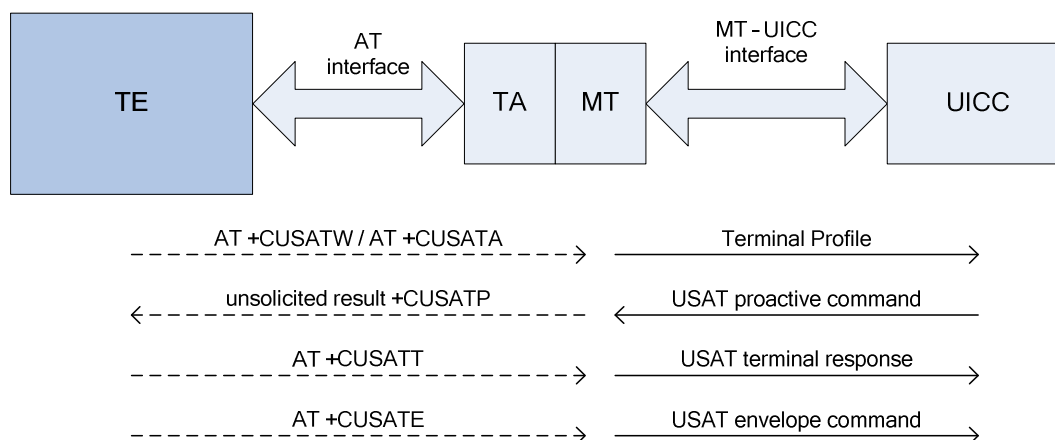 TE
AT
interface
TA
MT
MT - UICC
interface
UICC
AT +CUSATW / AT +CUSATA
Terminal Profile
unsolicited result +CUSATP
USAT proactive command
AT +CUSATT
USAT terminal response
AT +CUSATE
USAT envelope command